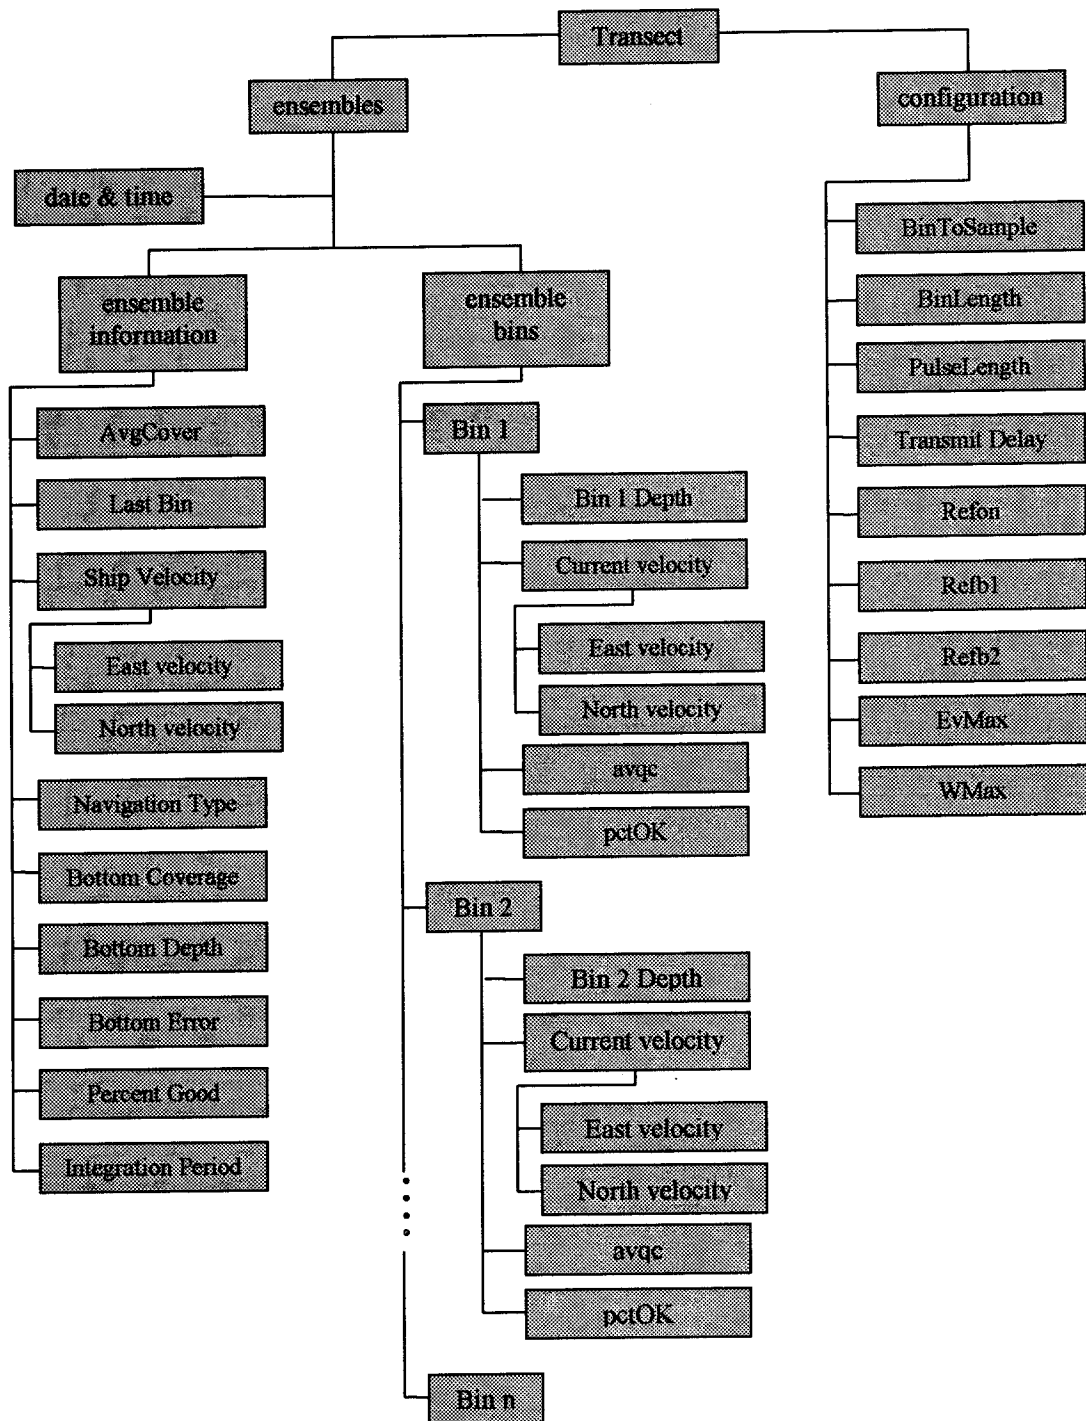 Transect
ensembles
configuration
date & time
ensemble
information
ensemble
bins
AvgCover
Last Bin
Ship Velocity
East velocity
North velocity
Navigation Type
Bottom Coverage
Bottom Depth
Bottom Error
Percent Good
Integration Period
Bin 1
Bin 1 Depth
Current velocity
East velocity
North velocity
avqc
pctOK
Bin 2
Bin 2 Depth
Current velocity
East velocity
North velocity
avqc
pctOK
Bin n
BinToSample
BinLength
PulseLength
Transmit Delay
Refon
Refb1
Refb2
EvMax
WMax